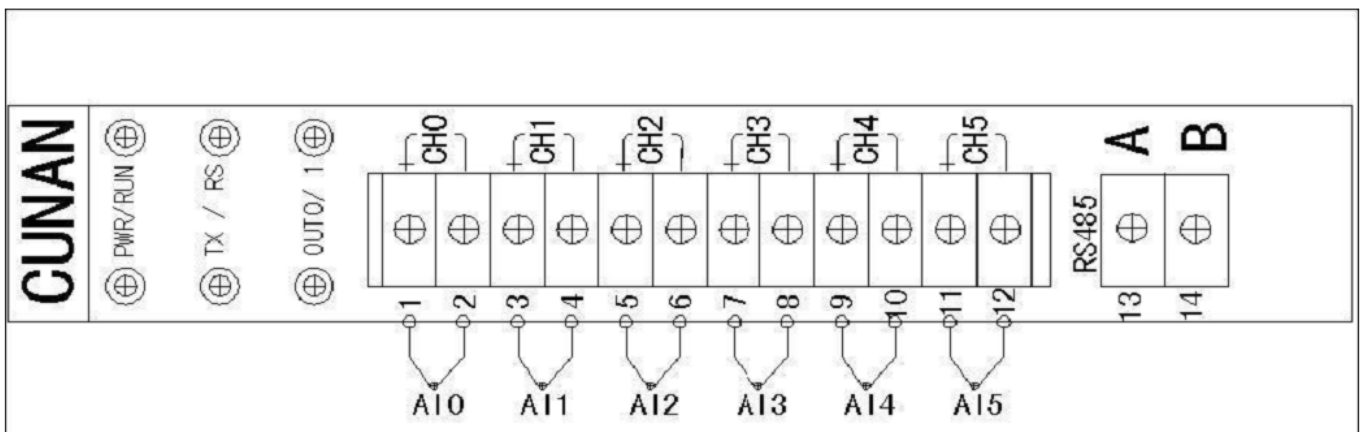 CUNAN
PWR/RUN
TX / RS
OUT0/ 1
+ CH0
+ CH1
+ CH2
+ CH3
+ CH4
+ CH5
A
B
RS485
1 2 3 4 5 6 7 8 9 10 11 12 13 14
AI0 AI1 AI2 AI3 AI4 AI5